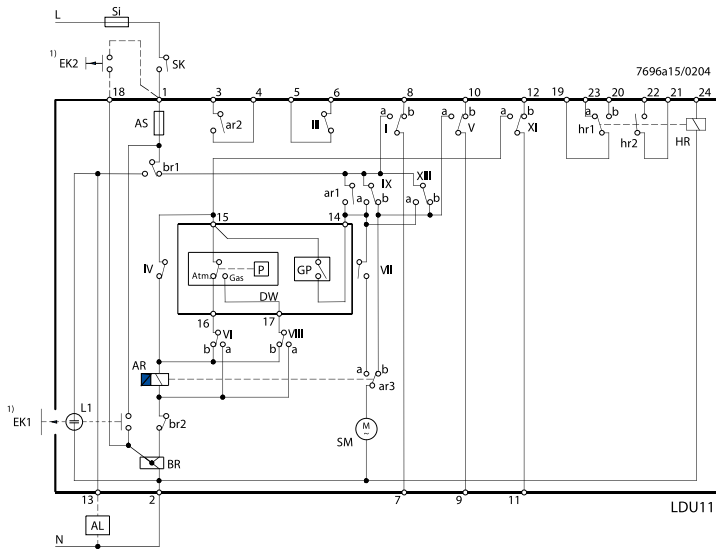 L
Si
1)
EK2
SK
7696a15/0204
18 1 3 4 5 6 8 10 12 19 23 20 22 21 24
AS
ar2
III
a b
I
a b
V
a b
XI
a
hr1
hr2
HR
br1
ar1
IX
XIII
a b
a b
15
14
IV
Atm.
Gas
P
GP
VII
DW
16
17
VI
VIII
b a
b a
AR
a b
ar3
1)
EK1
L1
br2
M
~
SM
BR
13 2 7 9 11
LDU11
AL
N